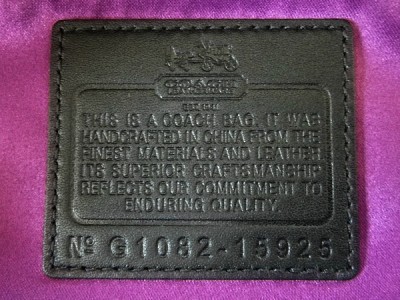 COACH
LEATHERWARE
EST. 1941
THIS IS A COACH BAG. IT WAS
HANDCRAFTED IN CHINA FROM THE
FINEST MATERIALS AND LEATHER
ITS SUPERIOR CRAFTSMANSHIP
REFLECTS OUR COMMITMENT TO
ENDURING QUALITY.
Nº G1082-15925